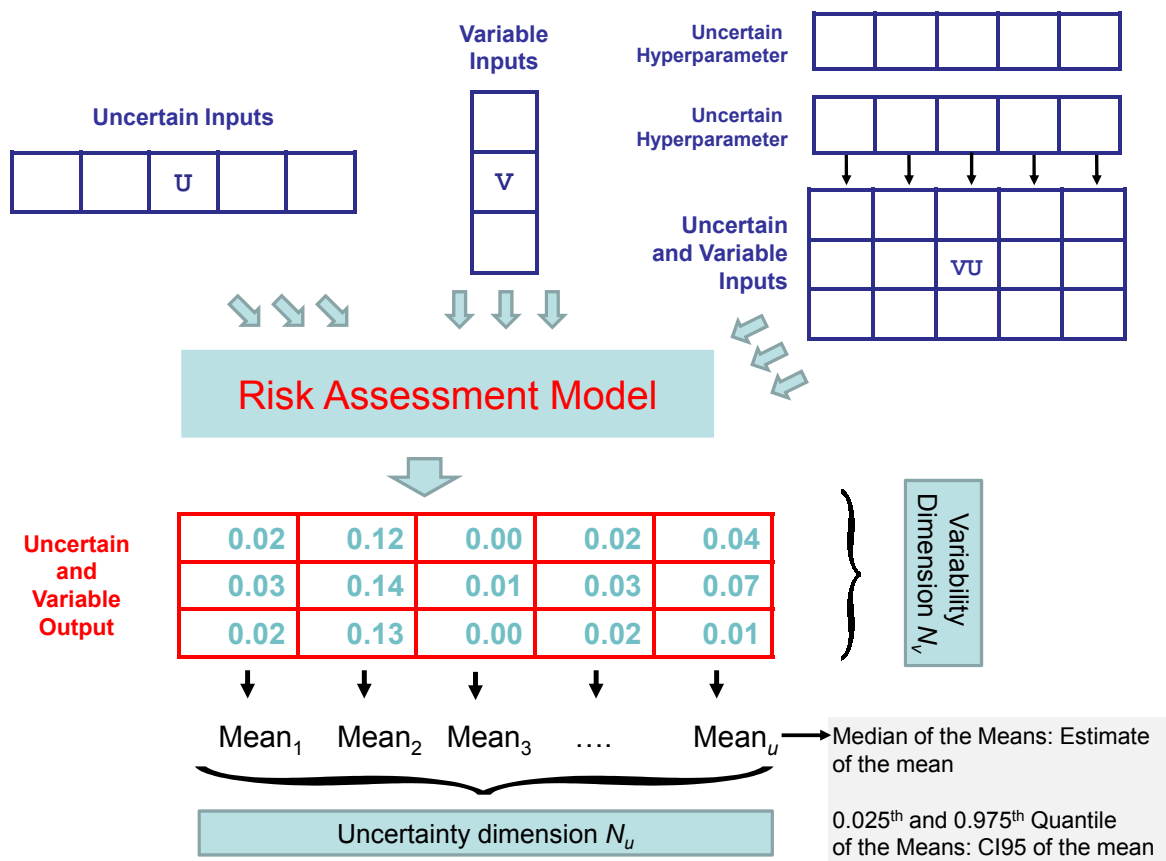 Variable
Inputs
Uncertain
Hyperparameter
Uncertain
Hyperparameter
Uncertain Inputs
U
V
Uncertain
and Variable
Inputs
VU
Risk Assessment Model
Uncertain
and
Variable
Output
0.02 0.12 0.00 0.02 0.04
0.03 0.14 0.01 0.03 0.07
0.02 0.13 0.00 0.02 0.01
Variability
Dimension Nv
Mean1 Mean2 Mean3 .... Meanu
Median of the Means: Estimate
of the mean
0.025th and 0.975th Quantile
of the Means: CI95 of the mean
Uncertainty dimension Nu